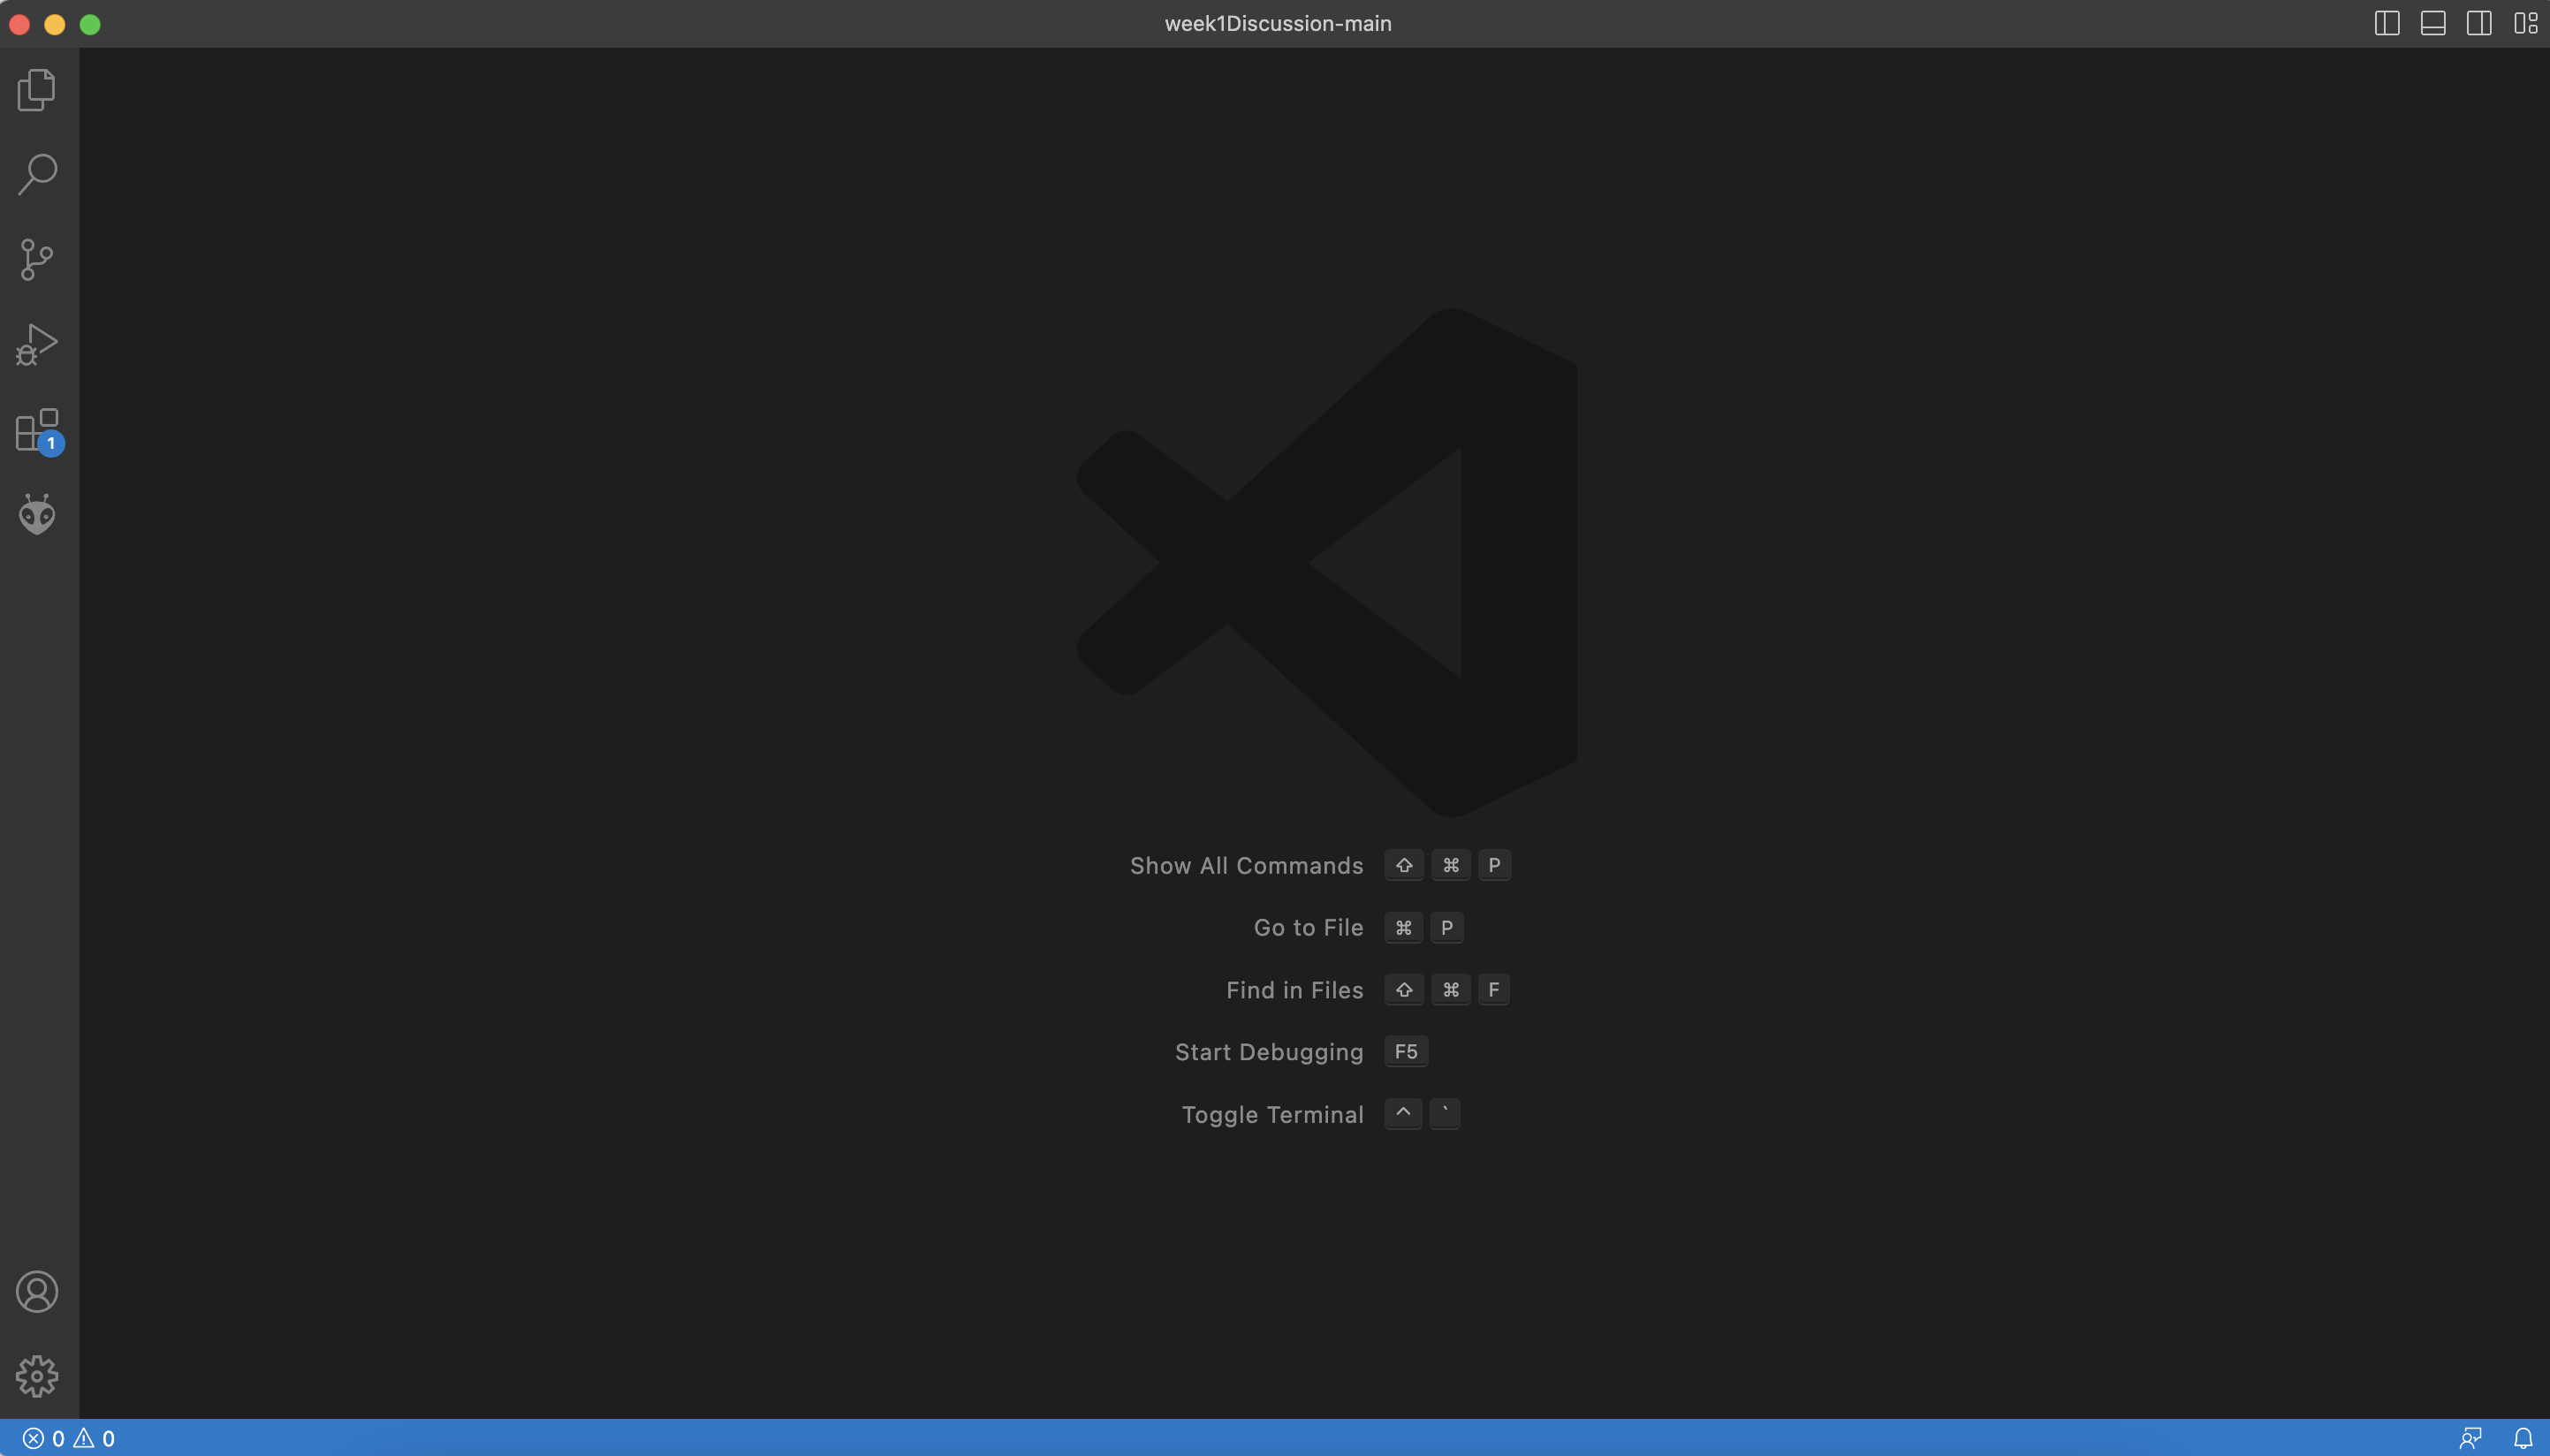 week1Discussion-main
1
Show All Commands ⇧ ⌘ P
Go to File ⌘ P
Find in Files ⇧ ⌘ F
Start Debugging F5
Toggle Terminal ^ `
0 0